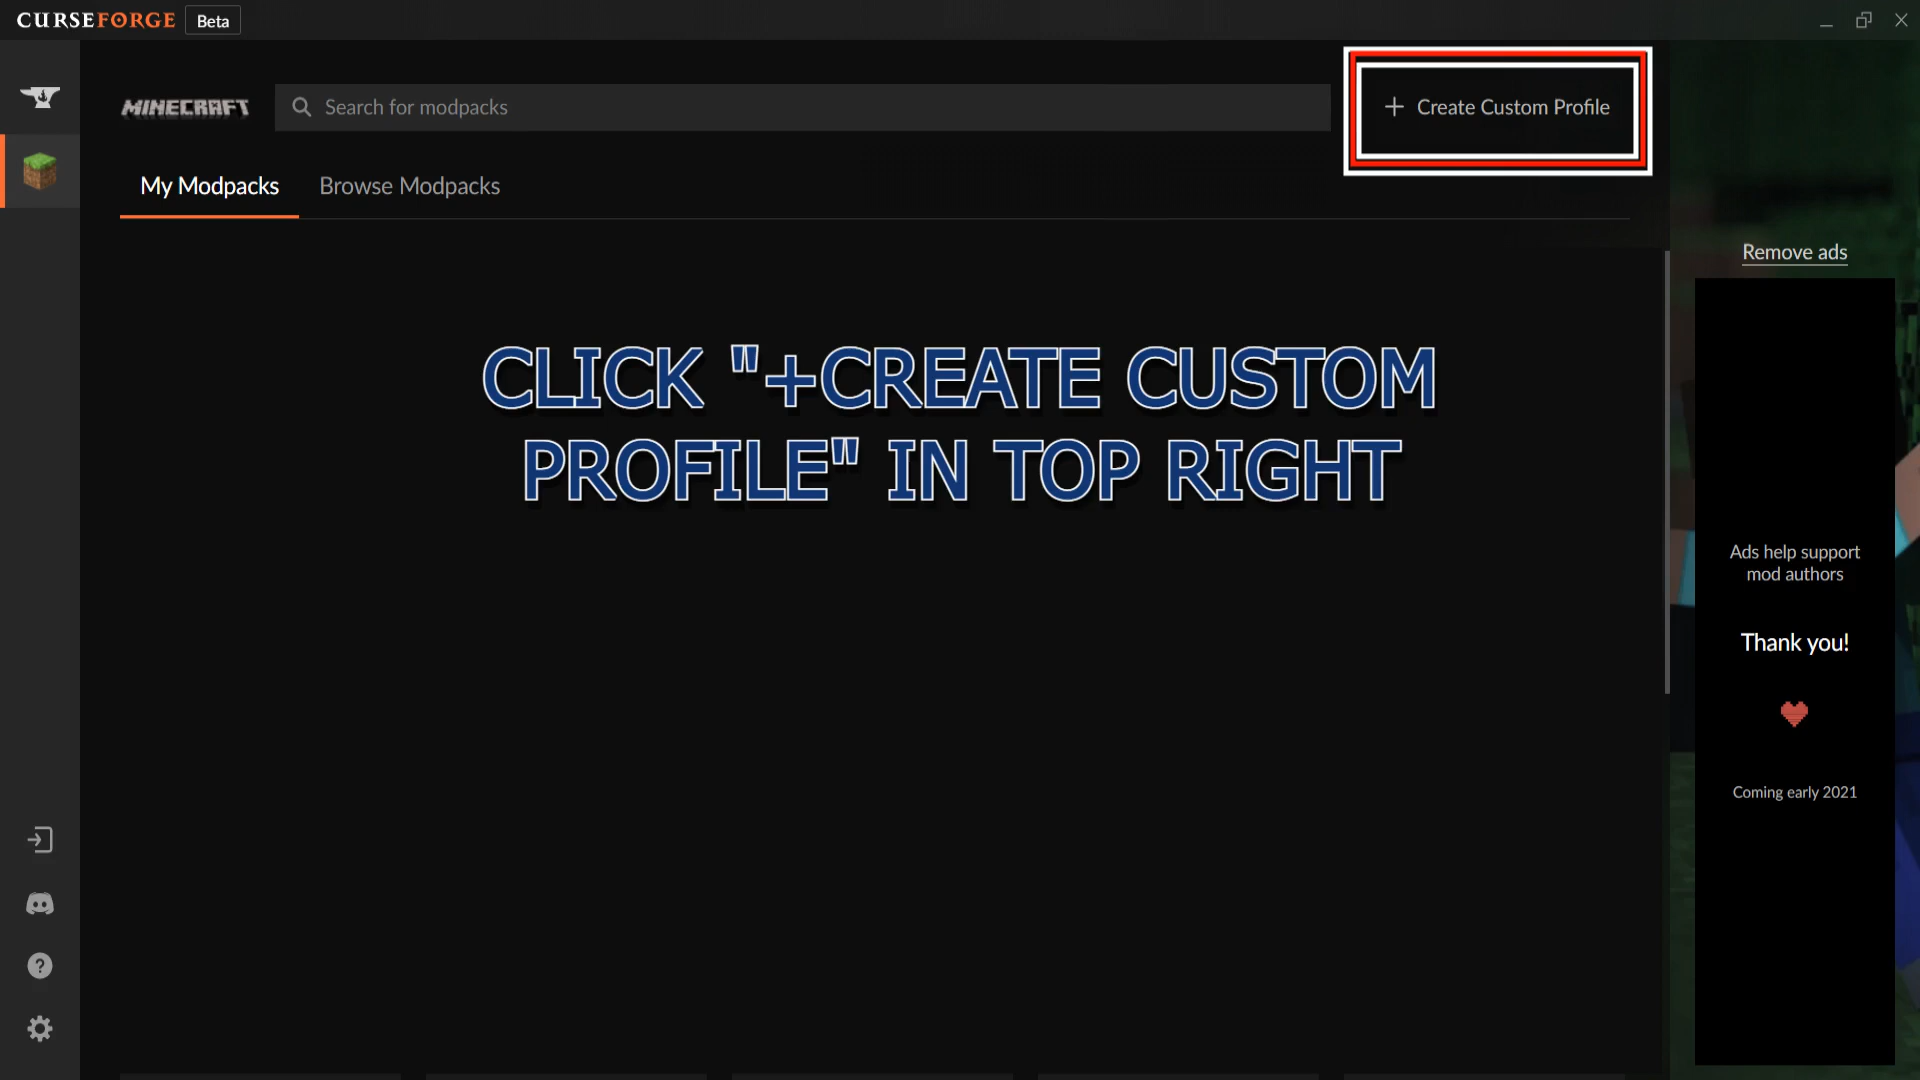 CURSEFORGE Beta
MINECRAFT
Search for modpacks
+ Create Custom Profile
My Modpacks
Browse Modpacks
Remove ads
CLICK "+CREATE CUSTOM
PROFILE" IN TOP RIGHT
Ads help support
mod authors
Thank you!
Coming early 2021